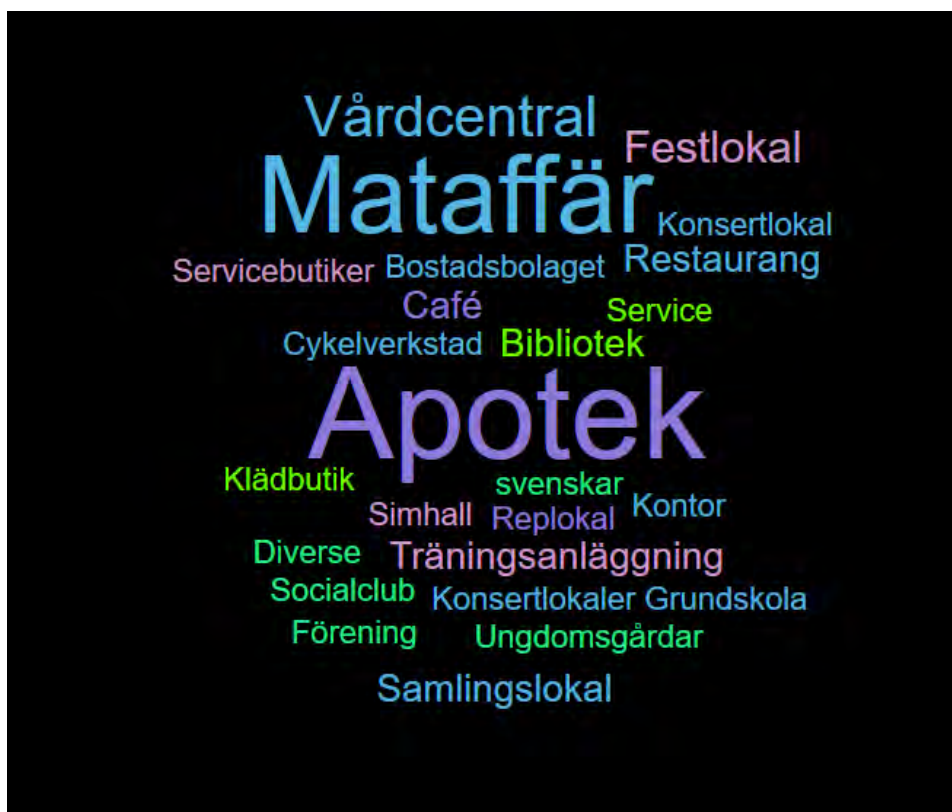 Vårdcentral
Festlokal
Mataffär
Konsertlokal
Servicebutiker
Bostadsbolaget
Restaurang
Café
Service
Cykelverkstad
Bibliotek
Apotek
Klädbutik
svenskar
Simhall
Replokal
Kontor
Diverse
Träningsanläggning
Socialclub
Konsertlokaler
Grundskola
Förening
Ungdomsgårdar
Samlingslokal